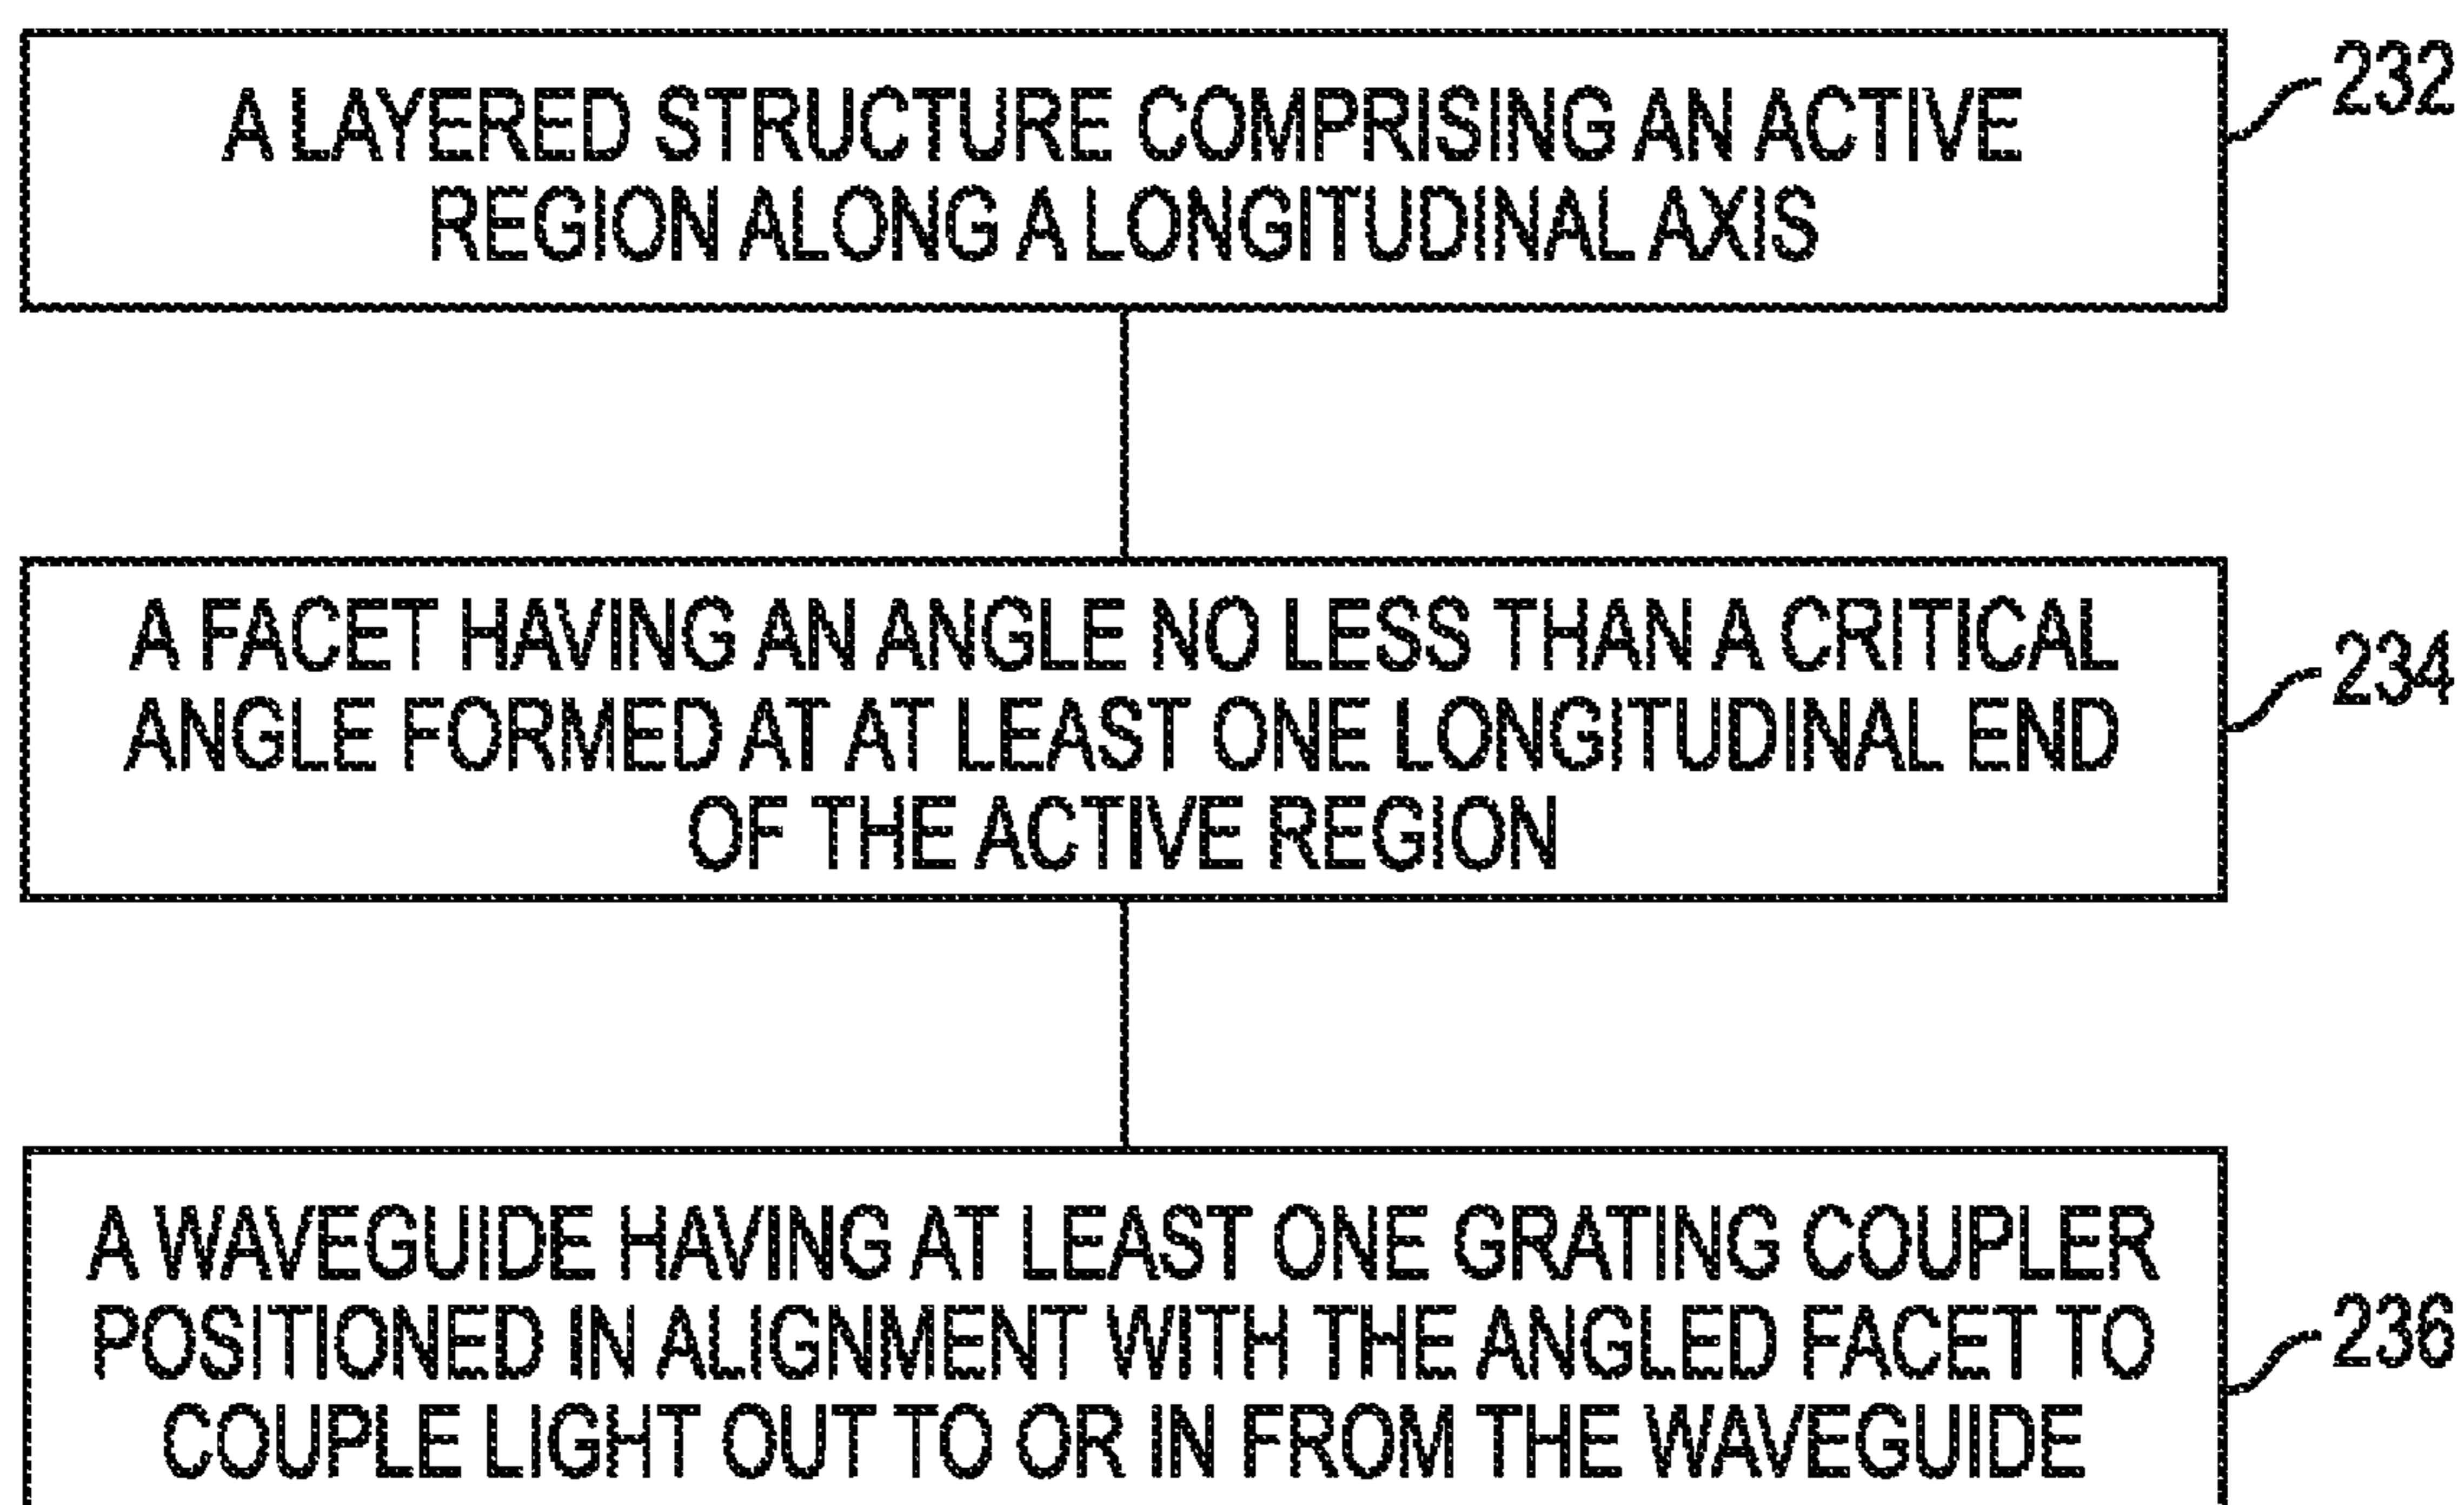 A LAYERED STRUCTURE COMPRISING AN ACTIVE
REGION ALONG A LONGITUDINAL AXIS
232
A FACET HAVING AN ANGLE NO LESS THAN A CRITICAL
ANGLE FORMED AT AT LEAST ONE LONGITUDINAL END
OF THE ACTIVE REGION
234
A WAVEGUIDE HAVING AT LEAST ONE GRATING COUPLER
POSITIONED IN ALIGNMENT WITH THE ANGLED FACET TO
COUPLE LIGHT OUT TO OR IN FROM THE WAVEGUIDE
236